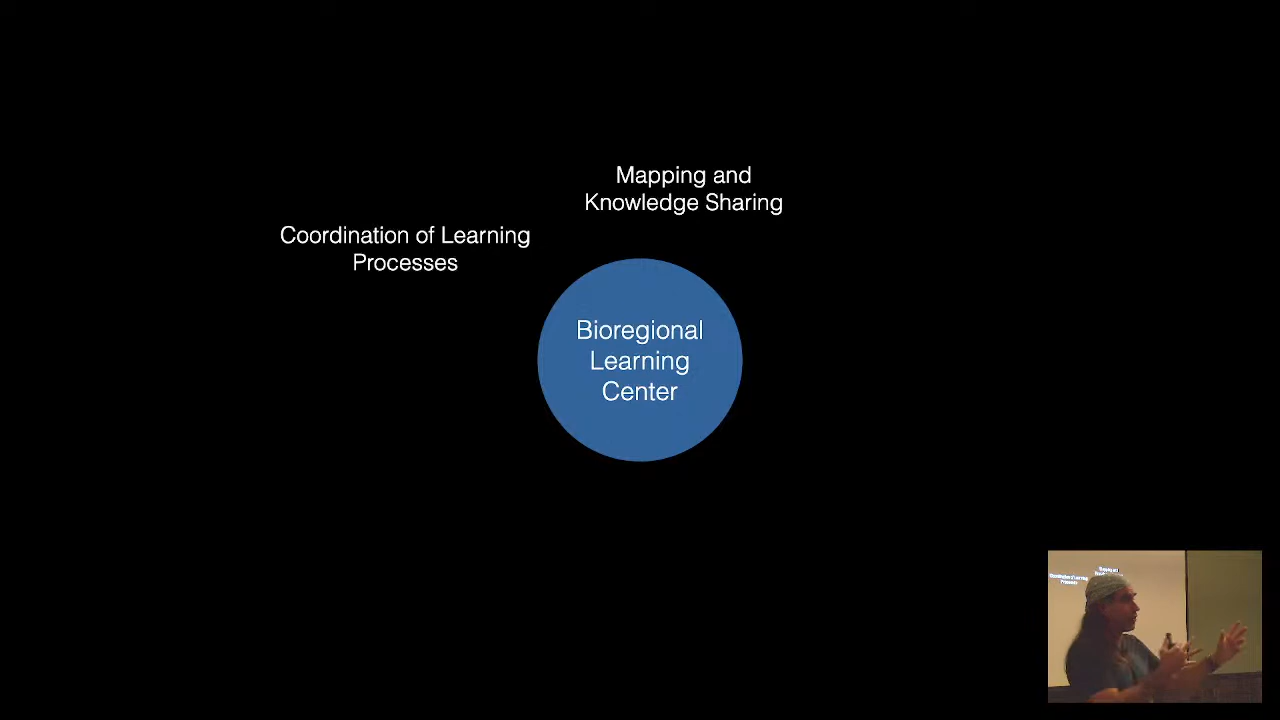 Mapping and
Knowledge Sharing
Coordination of Learning
Processes
Bioregional
Learning
Center